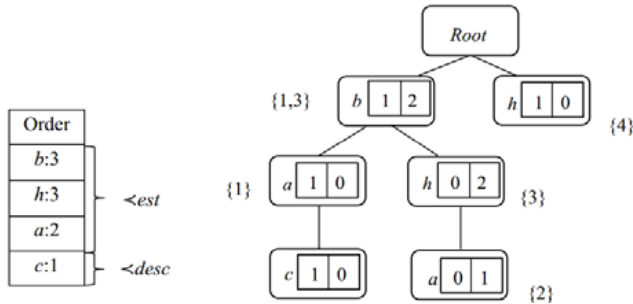 Root
{1,3} b 1 2
h 1 0 {4}
Order
b:3
h:3
a:2
c:1
≺est
≺desc
{1} a 1 0
h 0 2 {3}
c 1 0
a 0 1 {2}